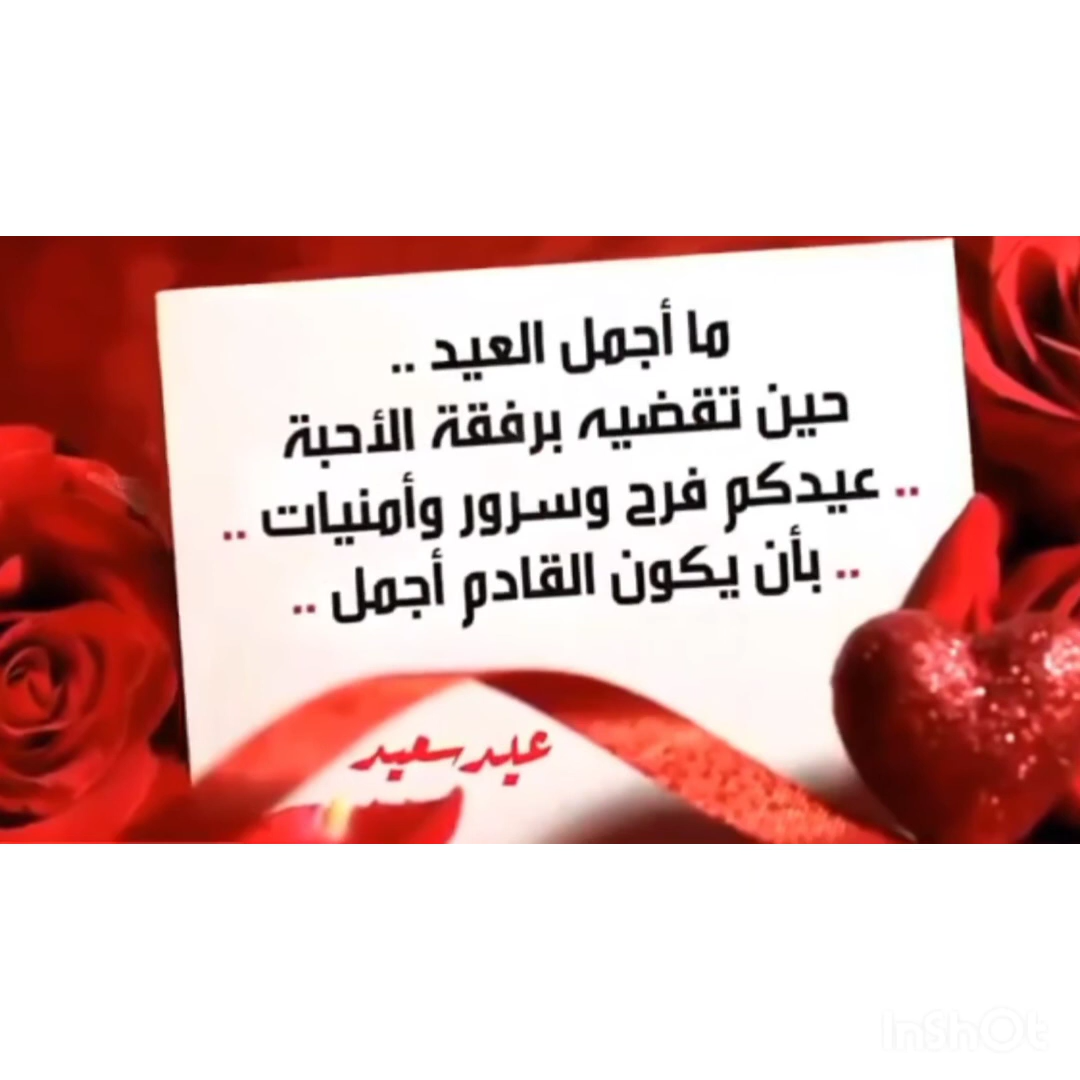 ما أجمل العيد ..
حين تقضيه برفقة الأحبة
.. عيدكم فرح وسرور وأمنيات ..
.. بأن يكون القادم أجمل ..
عيد سعيد
InShOt